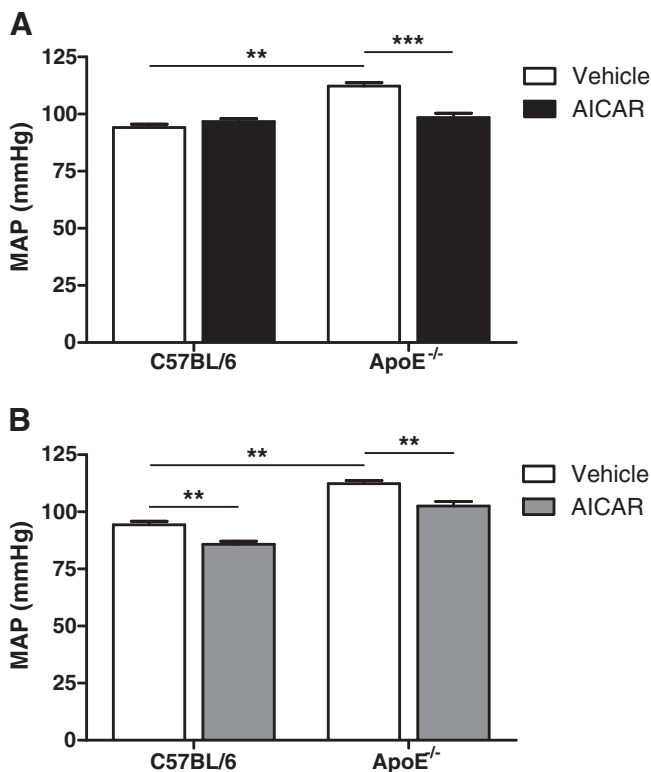 A
** ***
125
100
75
50
25
0
MAP (mmHg)
C57BL/6 ApoE-/-
Vehicle
AICAR
B
** **
**
125
100
75
50
25
0
MAP (mmHg)
C57BL/6 ApoE-/-
Vehicle
AICAR